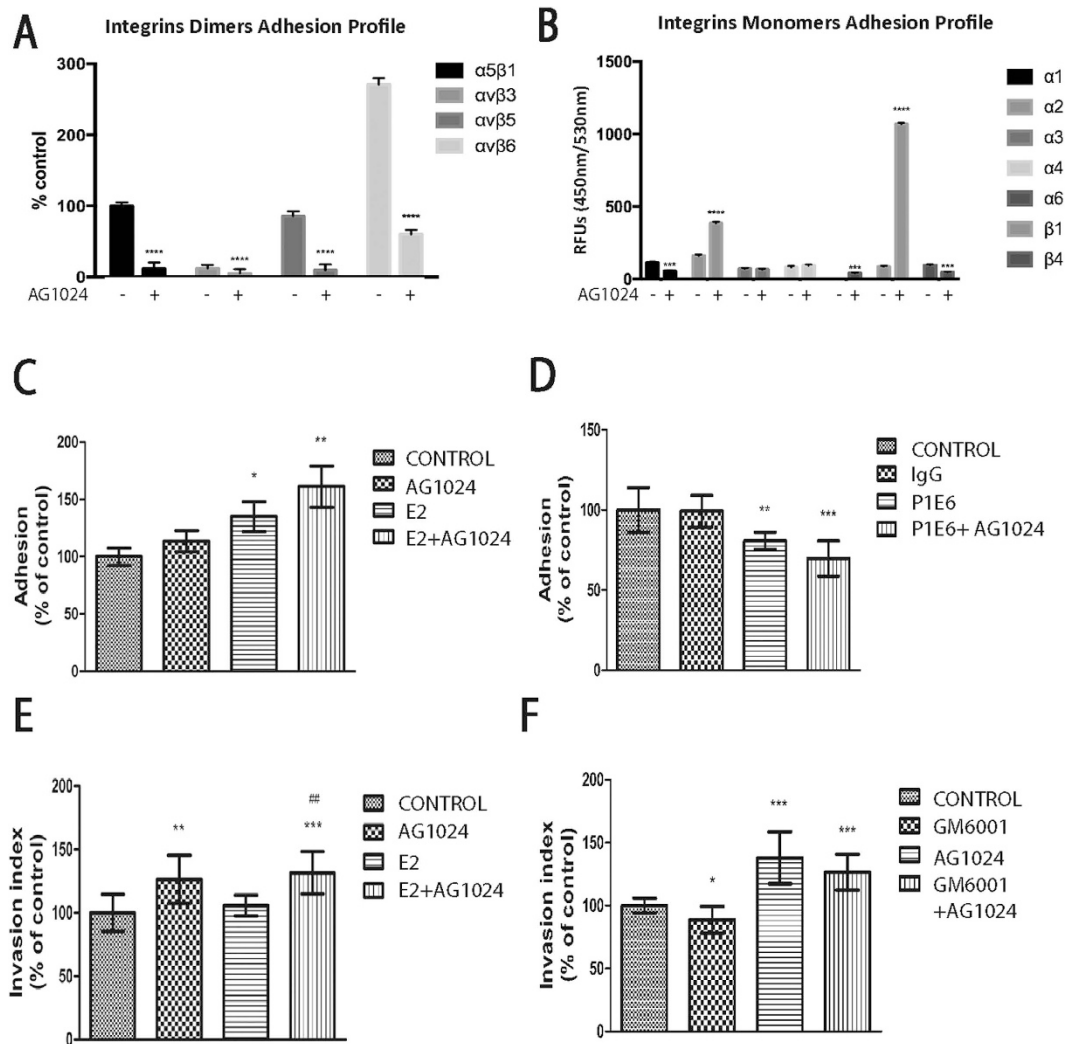 A
Integrins Dimers Adhesion Profile
300
200
100
0
% control
α5β1
αvβ3
αvβ5
αvβ6
**** **** **** ****
AG1024 - + - + - + - +
B
Integrins Monomers Adhesion Profile
1500
1000
500
0
RFUs (450nm/530nm)
α1
α2
α3
α4
α6
β1
β4
*** **** *** **** ***
AG1024 - + - + - + - + - + - + - +
C
200
150
100
50
0
Adhesion
(% of control)
* **
CONTROL
AG1024
E2
E2+AG1024
D
150
100
50
0
Adhesion
(% of control)
** ***
CONTROL
IgG
P1E6
P1E6+ AG1024
E
200
150
100
50
0
Invasion index
(% of control)
##
** ***
CONTROL
AG1024
E2
E2+AG1024
F
200
150
100
50
0
Invasion index
(% of control)
* *** ***
CONTROL
GM6001
AG1024
GM6001
+AG1024